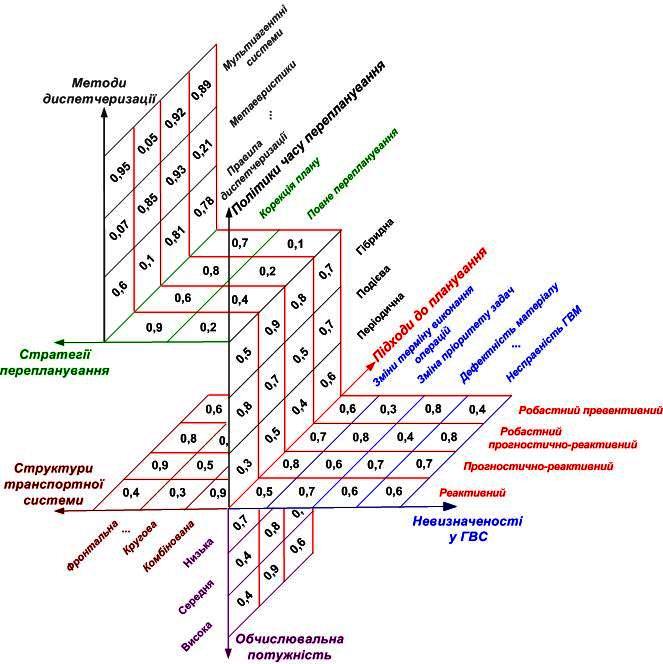 Методи
диспетчеризації
Мультиагентні
системи
Метаевристики
...
Правила
диспетчеризації
Політики часу перепланування
Корекція плану
Повне перепланування
0,95
0,05
0,92
0,89
0,07
0,85
0,93
0,21
0,6
0,1
0,81
0,78
0,7
0,1
0,8
0,2
0,6
0,4
0,9
0,2
Стратегії
перепланування
Гібридна
Подієва
Періодична
0,5
0,9
0,8
0,7
0,8
0,7
0,5
0,7
0,3
0,5
0,4
0,6
Підходи до планування
Зміни терміну виконання
операцій
Зміна пріоритету задач
Дефектність матеріалу
...
Несправність ГВМ
0,6
0,3
0,8
0,4
Робастний превентивний
0,7
0,8
0,4
0,8
Робастний
прогностично-реактивний
0,8
0,6
0,7
0,7
Прогностично-реактивний
0,5
0,7
0,6
0,6
Реактивний
Невизначеності
у ГВС
0,6
0,8
0,
0,9
0,5
0,4
0,3
0,9
Структури
транспортної
системи
Фронтальна
...
Кругова
Комбінована
Низька
Середня
Висока
0,7
0,8
0,
0,4
0,9
0,6
0,4
Обчислювальна
потужність